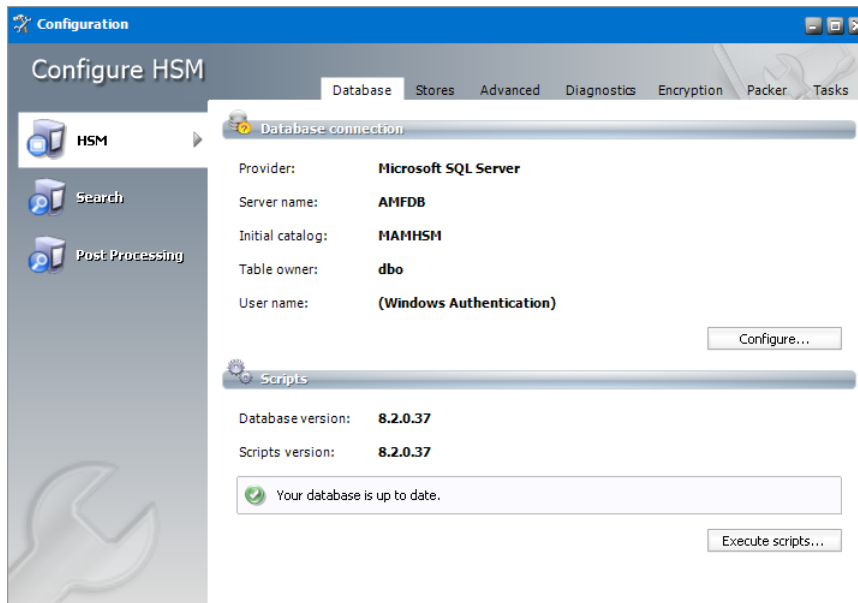 Configuration
Configure HSM
Database Stores Advanced Diagnostics Encryption Packer Tasks
HSM
Search
Post Processing
Database connection
Provider: Microsoft SQL Server
Server name: AMFDB
Initial catalog: MAMHSM
Table owner: dbo
User name: (Windows Authentication)
Configure...
Scripts
Database version: 8.2.0.37
Scripts version: 8.2.0.37
Your database is up to date.
Execute scripts...